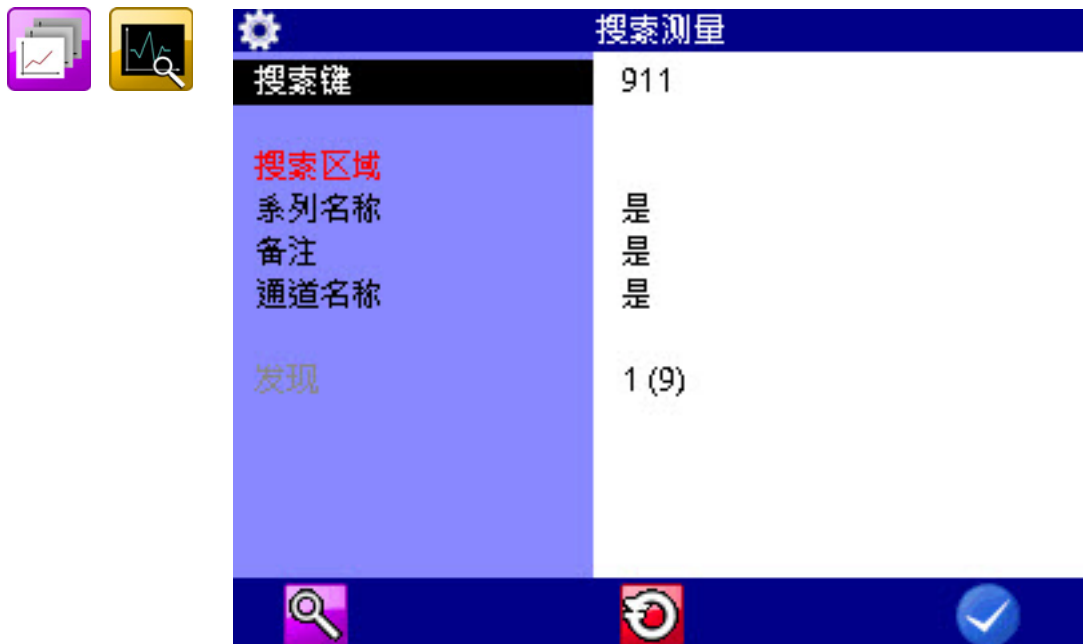 搜索测量
搜索键 911
搜索区域
系列名称 是
备注 是
通道名称 是
发现 1 (9)